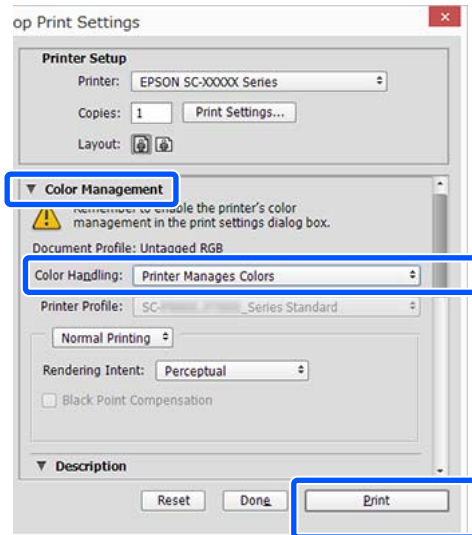 op Print Settings
Printer Setup
Printer: EPSON SC-XXXXX Series
Copies: 1 Print Settings...
Layout:
Color Management
Remember to enable the printer's color
management in the print settings dialog box.
Document Profile: Untagged RGB
Color Handling: Printer Manages Colors
Printer Profile: SC- _Series Standard
Normal Printing
Rendering Intent: Perceptual
Black Point Compensation
Description
Reset Done Print